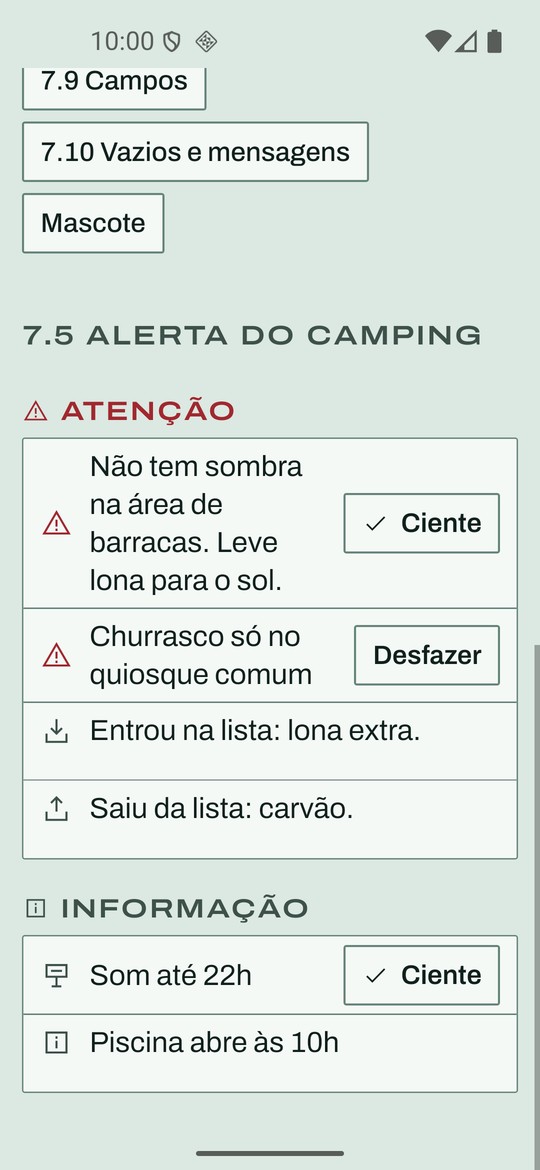 10:00
7.9 Campos
7.10 Vazios e mensagens
Mascote
7.5 ALERTA DO CAMPING
ATENÇÃO
Não tem sombra
na área de
barracas. Leve
lona para o sol.
Ciente
Churrasco só no
quiosque comum
Desfazer
Entrou na lista: lona extra.
Saiu da lista: carvão.
INFORMAÇÃO
Som até 22h
Ciente
Piscina abre às 10h